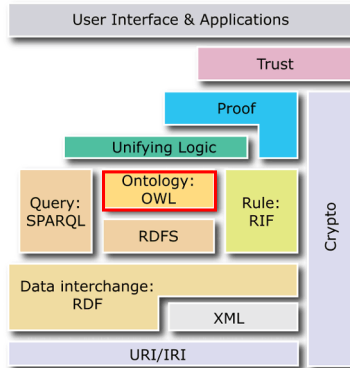 User Interface & Applications
Trust
Proof
Unifying Logic
Ontology:
OWL
Query:
SPARQL
Rule:
RIF
RDFS
Crypto
Data interchange:
RDF
XML
URI/IRI